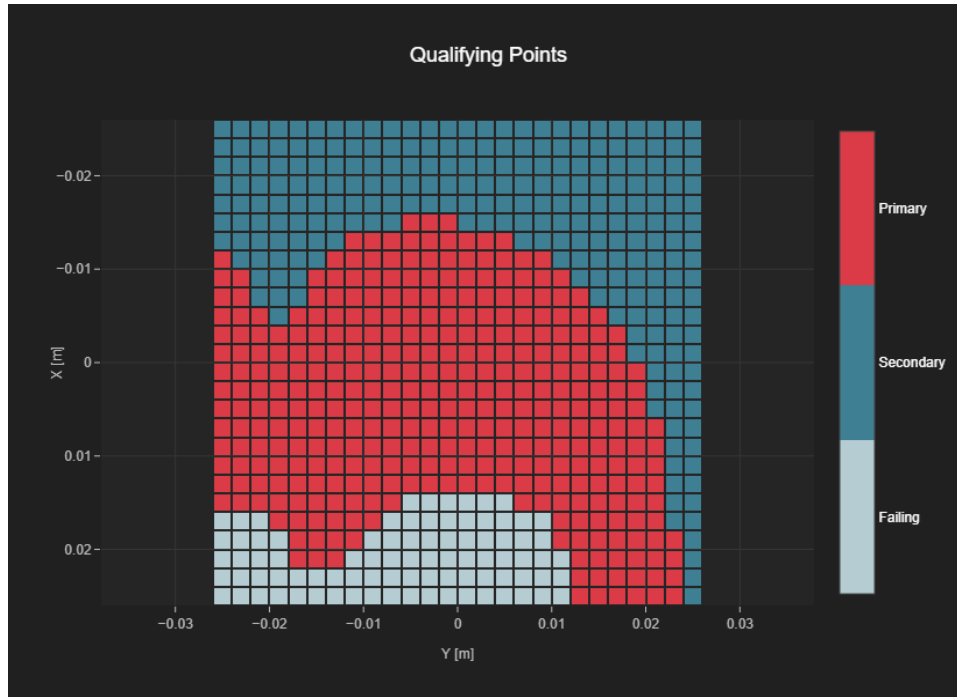 Qualifying Points
−0.02
−0.01
0
0.01
0.02
X [m]
−0.03
−0.02
−0.01
0
0.01
0.02
0.03
Y [m]
Primary
Secondary
Failing